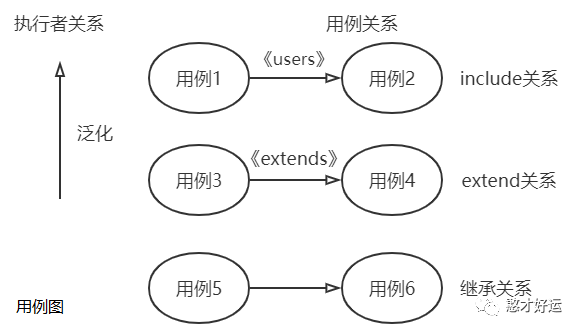 执行者关系
用例关系
《users》
用例1
用例2
include关系
泛化
《extends》
用例3
用例4
extend关系
用例5
用例6
继承关系
用例图
憨才好运